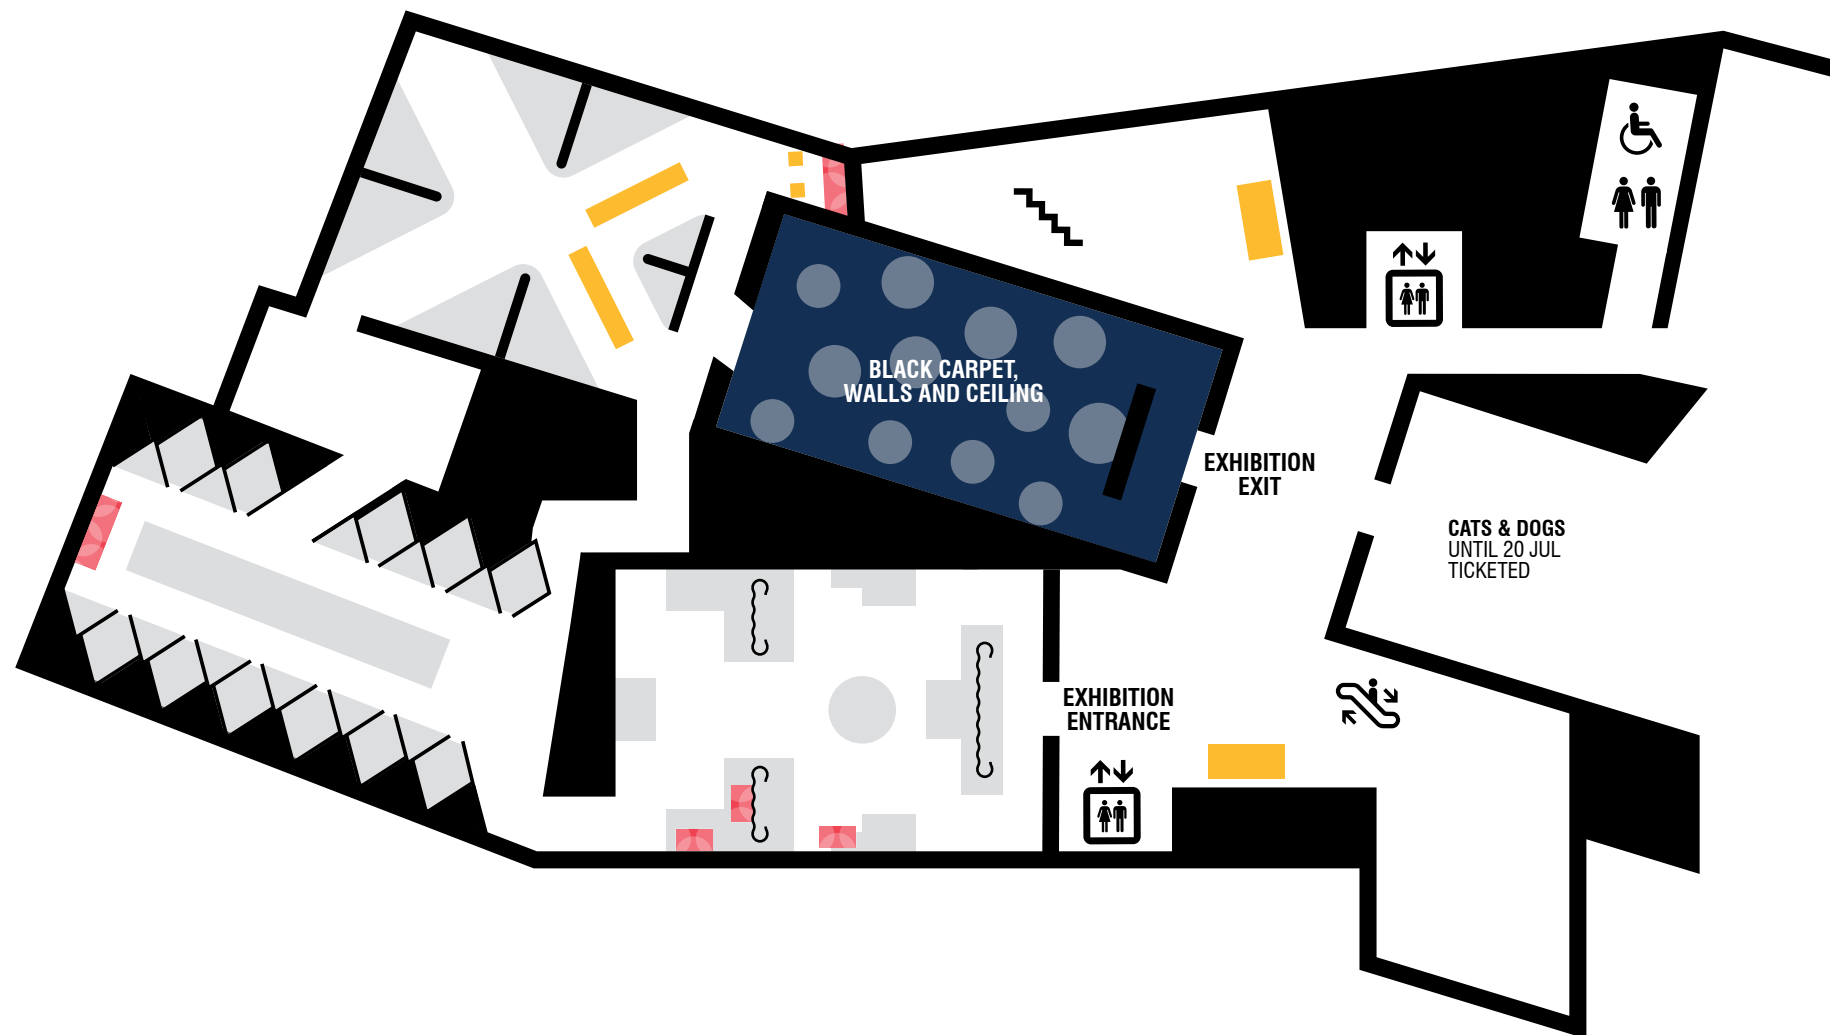 BLACK CARPET,
WALLS AND CEILING
EXHIBITION
EXIT
CATS & DOGS
UNTIL 20 JUL
TICKETED
EXHIBITION
ENTRANCE